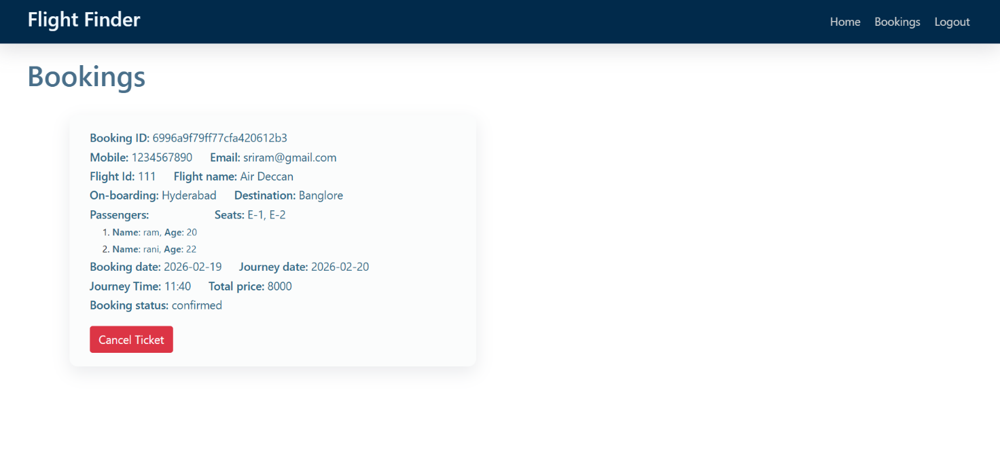 Flight Finder
Home Bookings Logout
Bookings
Booking ID: 6996a9f79ff77cfa420612b3
Mobile: 1234567890 Email: sriram@gmail.com
Flight Id: 111 Flight name: Air Deccan
On-boarding: Hyderabad Destination: Banglore
Passengers: Seats: E-1, E-2
1. Name: ram, Age: 20
2. Name: rani, Age: 22
Booking date: 2026-02-19 Journey date: 2026-02-20
Journey Time: 11:40 Total price: 8000
Booking status: confirmed
Cancel Ticket